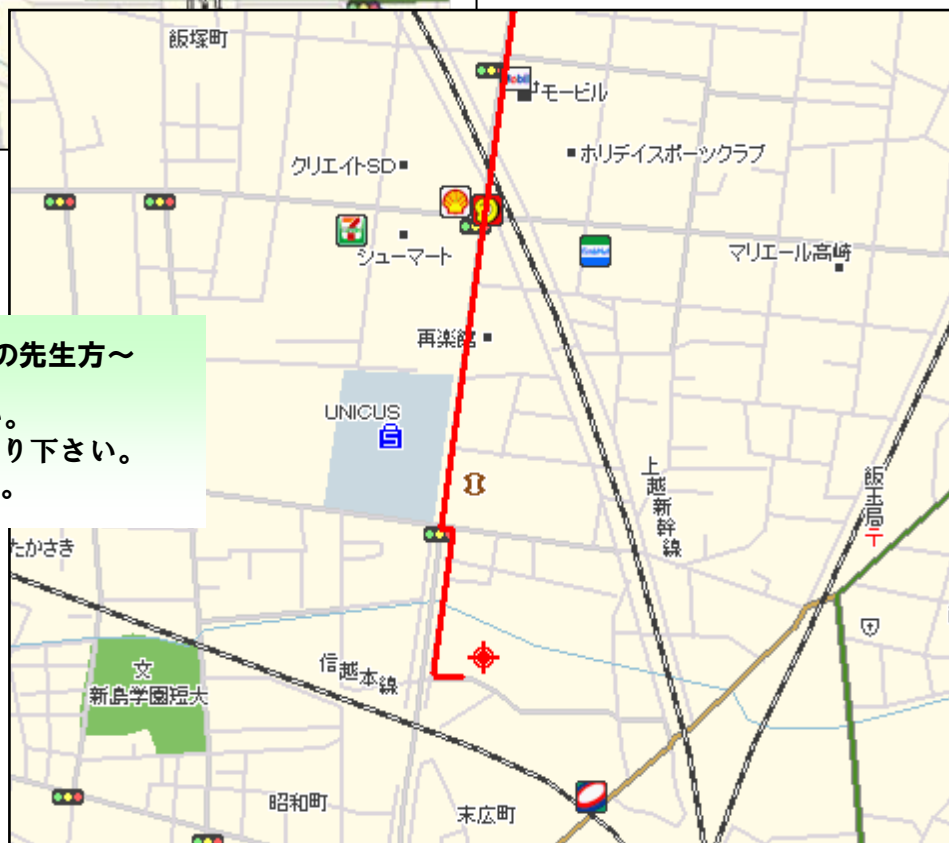 飯塚町
Mobil
モービル
クリエイトSD
ホリデイスポーツクラブ
シューマート
マリエール高崎
再楽館
の先生方～
い。
り下さい。
。
UNICUS
S
上越新幹線
飯玉局
〒
たかさき
文
新島学園短大
信越本線
昭和町
末広町